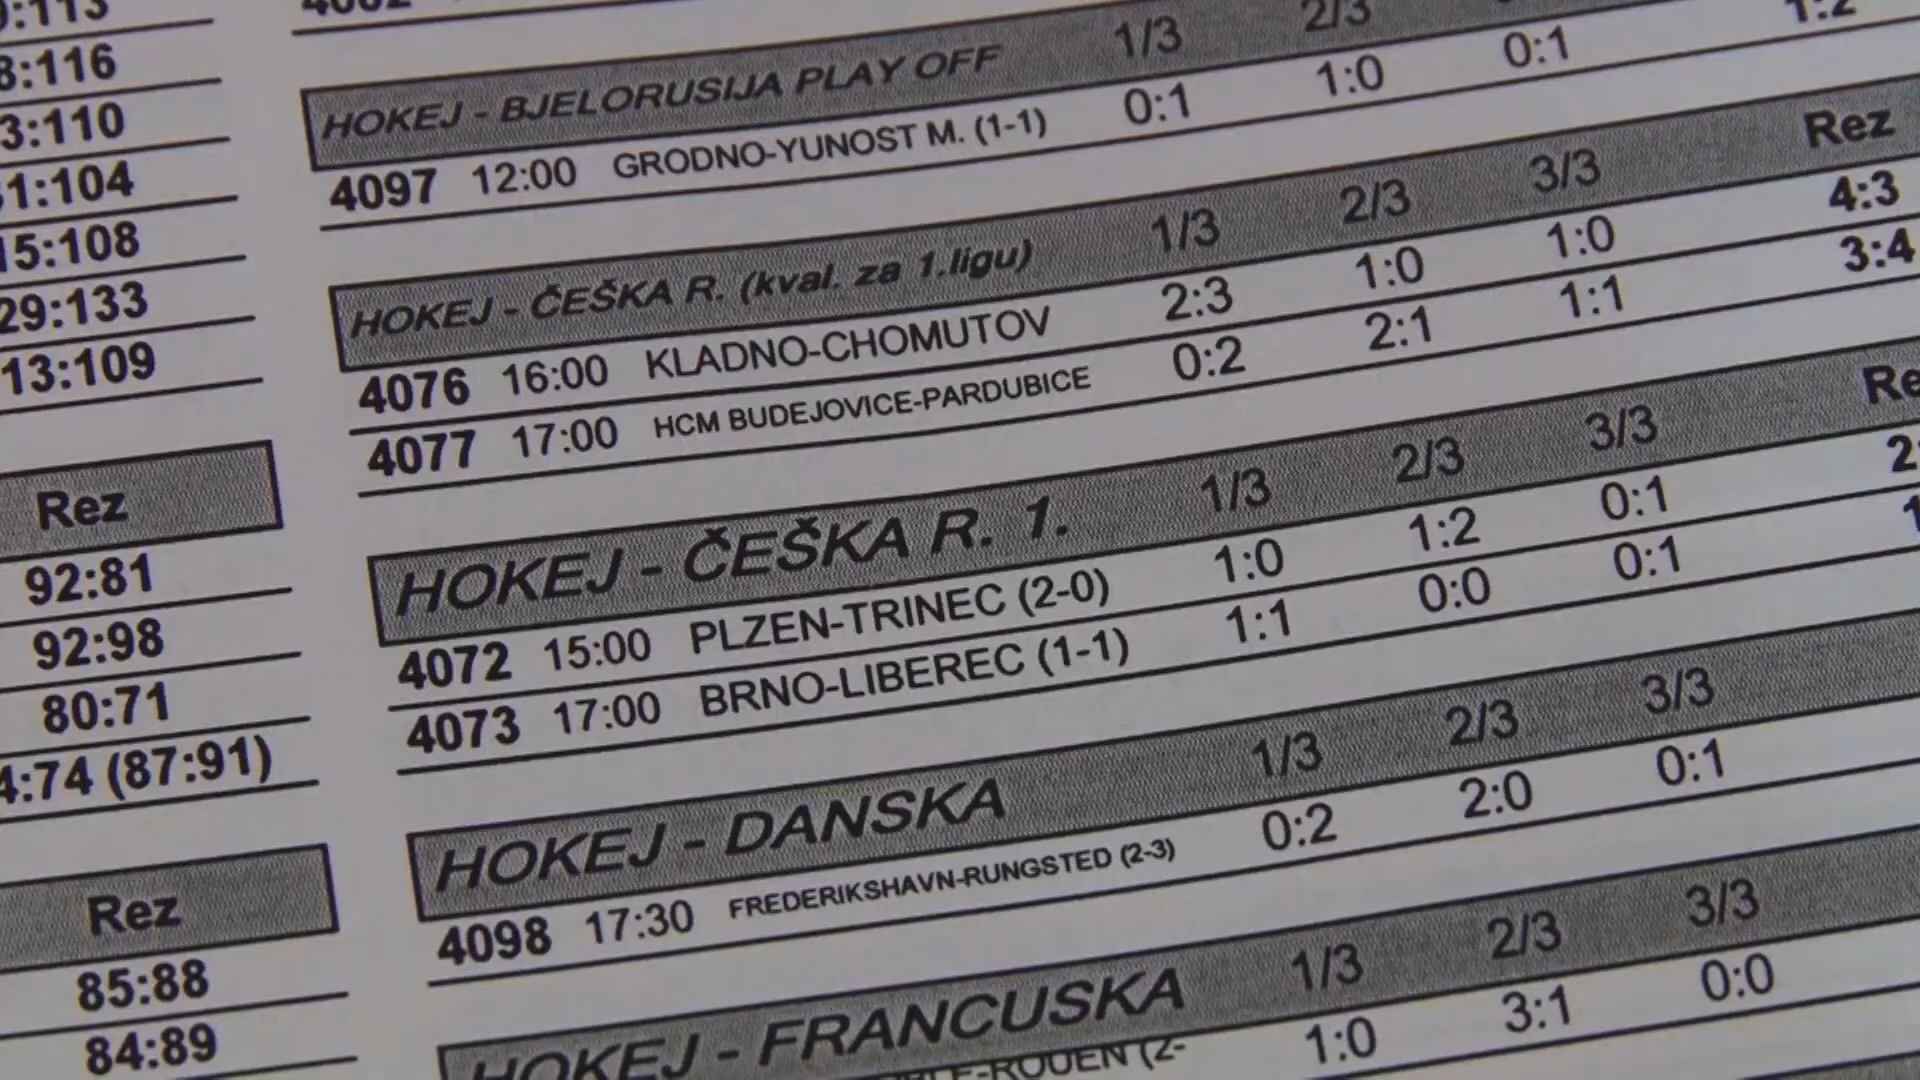 9:113
8:116
3:110
1:104
15:108
29:133
13:109
Rez
92:81
92:98
80:71
4:74 (87:91)
Rez
85:88
84:89
HOKEJ - BJELORUSIJA PLAY OFF 1/3 2/3
4097 12:00 GRODNO-YUNOST M. (1-1) 0:1 1:0 0:1 1:2
HOKEJ - ČEŠKA R. (kval. za 1.ligu) 1/3 2/3 3/3 Rez
4076 16:00 KLADNO-CHOMUTOV 2:3 1:0 1:0 4:3
4077 17:00 HCM BUDEJOVICE-PARDUBICE 0:2 2:1 1:1 3:4
HOKEJ - ČEŠKA R. 1. 1/3 2/3 3/3 Re
4072 15:00 PLZEN-TRINEC (2-0) 1:0 1:2 0:1 2:
4073 17:00 BRNO-LIBEREC (1-1) 1:1 0:0 0:1 1
HOKEJ - DANSKA 1/3 2/3 3/3
4098 17:30 FREDERIKSHAVN-RUNGSTED (2-3) 0:2 2:0 0:1
HOKEJ - FRANCUSKA 1/3 2/3 3/3
-ROUEN (2- 1:0 3:1 0:0